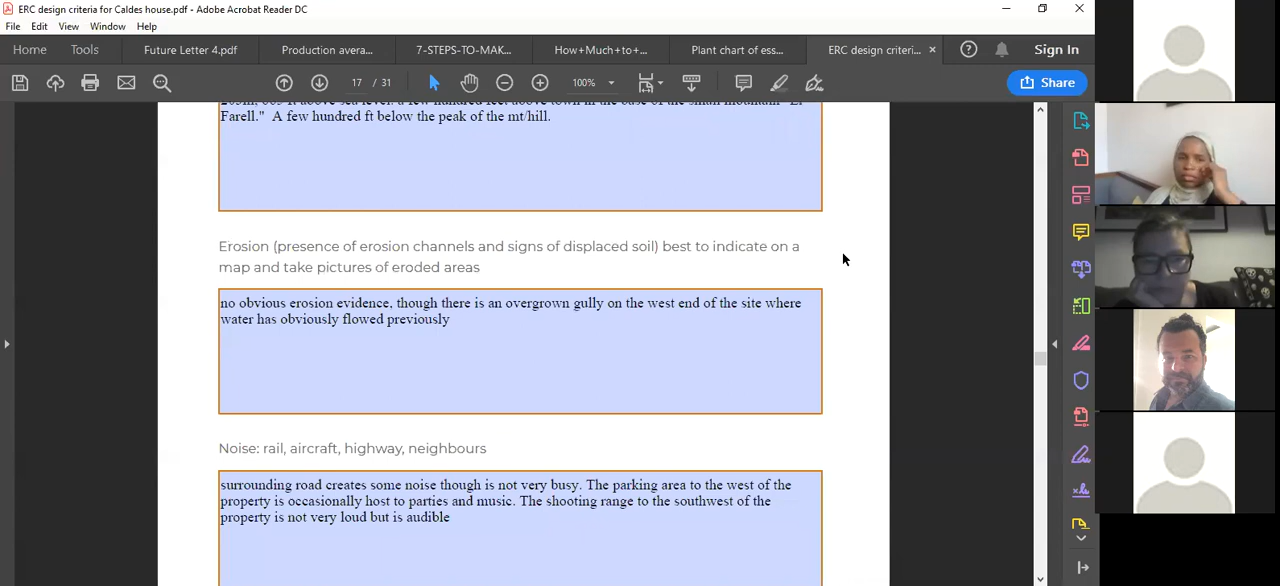 ERC design criteria for Caldes house.pdf - Adobe Acrobat Reader DC
File Edit View Window Help
Home Tools Future Letter 4.pdf Production avera... 7-STEPS-TO-MAK... How+Much+to+... Plant chart of ess... ERC design criteri... × Sign In
17 / 31 100% Share
Farell." A few hundred ft below the peak of the mt/hill.
Erosion (presence of erosion channels and signs of displaced soil) best to indicate on a
map and take pictures of eroded areas
no obvious erosion evidence, though there is an overgrown gully on the west end of the site where
water has obviously flowed previously
Noise: rail, aircraft, highway, neighbours
surrounding road creates some noise though is not very busy. The parking area to the west of the
property is occasionally host to parties and music. The shooting range to the southwest of the
property is not very loud but is audible